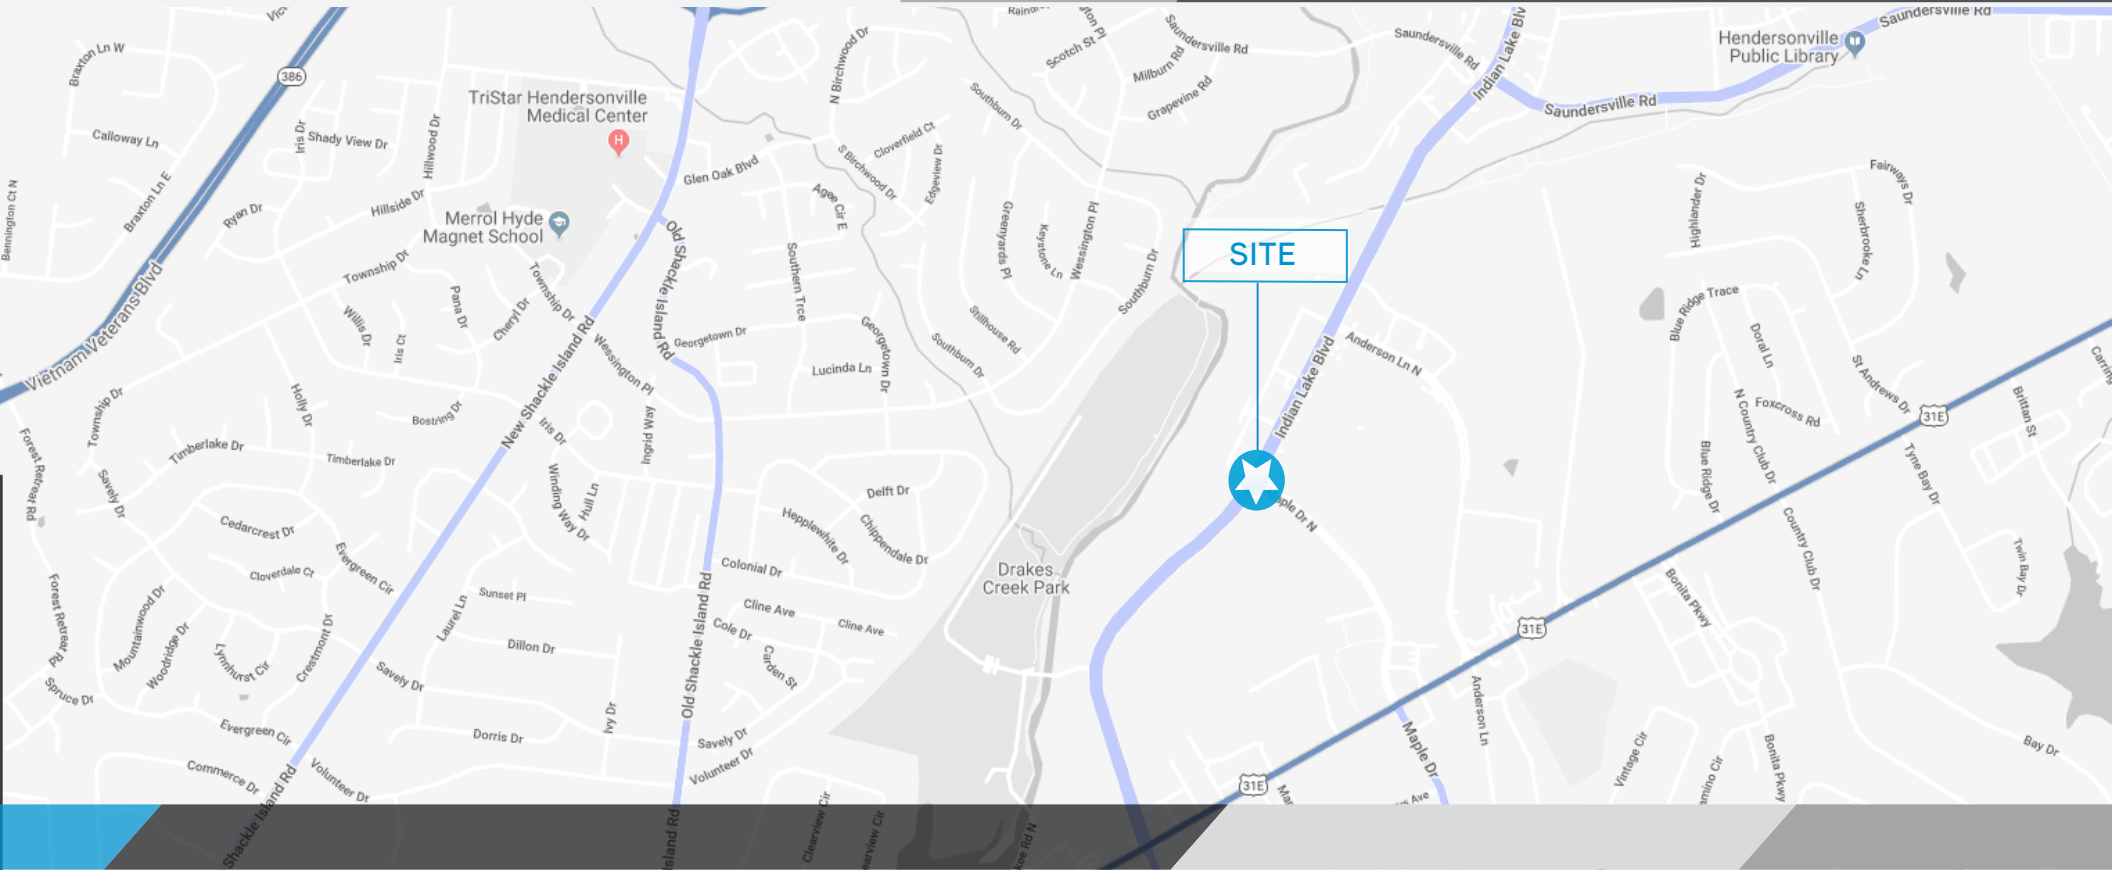 Braxton Ln W
386
Saundersville Rd
Hendersonville
Public Library
Saundersville Rd
Saundersville Rd
Saundersville Rd
Indian Lake Blv
Scotch St
Milburn Rd
Grapevine Rd
N Birchwood Dr
TriStar Hendersonville
Medical Center
H
Calloway Ln
Iris Dr
Shady View Dr
Hillwood Dr
Southburn Dr
Cloverfield Ct
S Birchwood Dr
Edgeview Dr
Glen Oak Blvd
Agee Cir E
Bennington Ct N
Braxton Ln E
Ryan Dr
Hillside Dr
Merrol Hyde
Magnet School
Old Shackle Island Rd
Greenyards Pl
Keystone Ln
Wessington Pl
Southburn Dr
SITE
Highlander Dr
Fairways Dr
Sherbrooke Ln
Vietnam Veterans Blvd
Township Dr
Township Dr
Willis Dr
Iris Ct
Pana Dr
Cheryl Dr
Southern Trce
Georgetown Dr
Georgetown Dr
Lucinda Ln
Stillhouse Rd
Southburn Dr
Wessington Pl
New Shackle Island Rd
Indian Lake Blvd
Anderson Ln N
Blue Ridge Trace
Doral Ln
Foxcross Rd
St Andrews Dr
31E
Brittan St
Township Dr
Holly Dr
Bostring Dr
Iris Dr
Ingrid Way
Timberlake Dr
Timberlake Dr
Forest Retreat Rd
Savely Dr
Winding Way Dr
Hull Ln
Delft Dr
Hepplewhite Dr
Chippendale Dr
N Country Club Dr
Blue Ridge Dr
Tyne Bay Dr
Country Club Dr
Twin Bay Dr
Cedarcrest Dr
Cloverdale Ct
Evergreen Cir
Colonial Dr
Drakes
Creek Park
Cline Ave
Cline Ave
Cole Dr
Carden St
Sunset Pl
Laurel Ln
Dillon Dr
Forest Retreat Rd
Mountainwood Dr
Woodridge Dr
Lynnhurst Cir
Crestmont Dr
Savely Dr
Old Shackle Island Rd
31E
Bonita Pkwy
Anderson Ln
Spruce Dr
Evergreen Cir
Dorris Dr
Ivy Dr
Savely Dr
Volunteer Dr
Maple Dr
Vintage Cir
Bonita Pkwy
Bay Dr
Commerce Dr
Volunteer Dr
31E
Shackle Island Rd
Clearview Cir